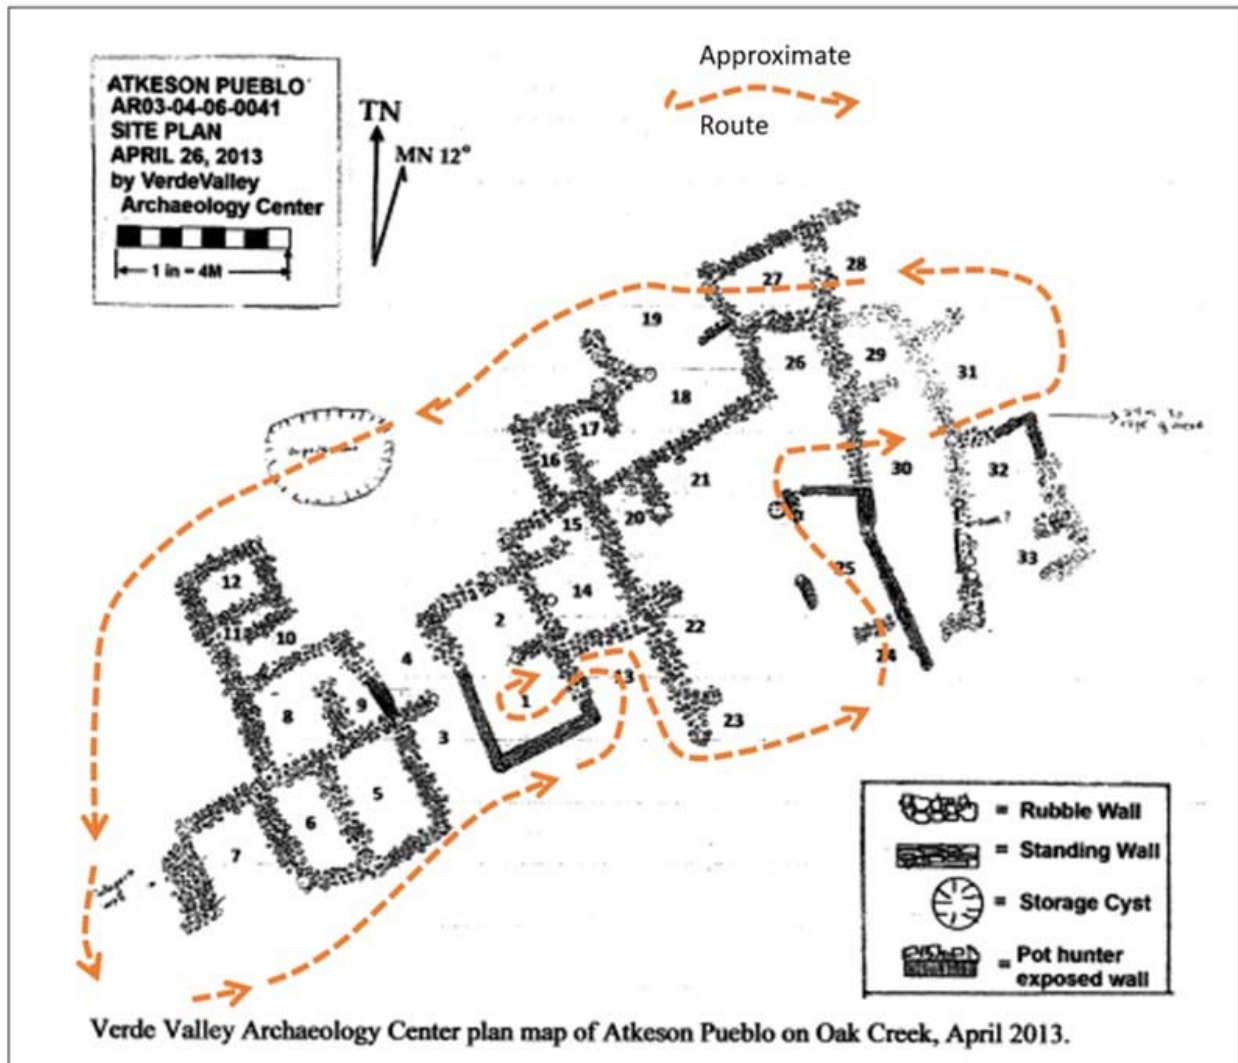 ATKESON PUEBLO
AR03-04-06-0041
SITE PLAN
APRIL 26, 2013
by VerdeValley
Archaeology Center
1 in = 4M
TN
MN 12°
Approximate
Route
27
28
19
26
29
31
18
17
16
30
32
21
15
20
33
12
14
25
2
11
10
22
4
24
13
1
9
8
23
3
5
6
7
= Rubble Wall
= Standing Wall
= Storage Cyst
= Pot hunter
exposed wall
Verde Valley Archaeology Center plan map of Atkeson Pueblo on Oak Creek, April 2013.